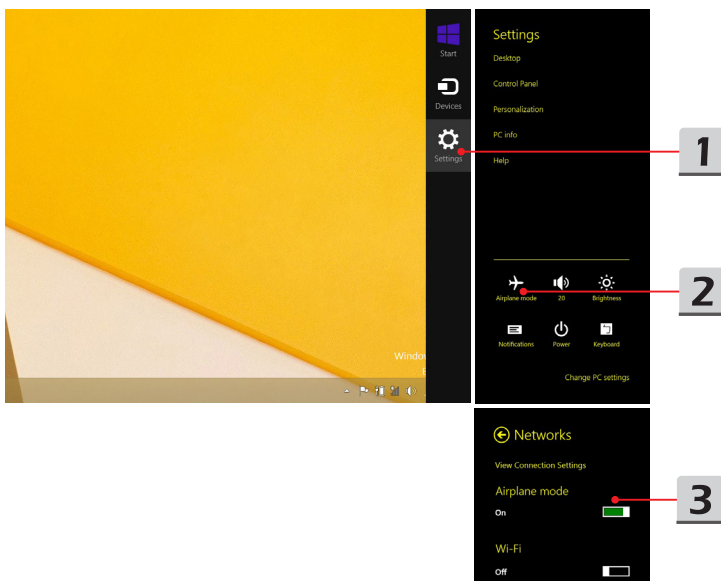 Start
Devices
Settings
Windo
Settings
Desktop
Control Panel
Personalization
PC info
Help
Airplane mode
20
Brightness
Notifications
Power
Keyboard
Change PC settings
1
2
Networks
View Connection Settings
Airplane mode
On
Wi-Fi
Off
3